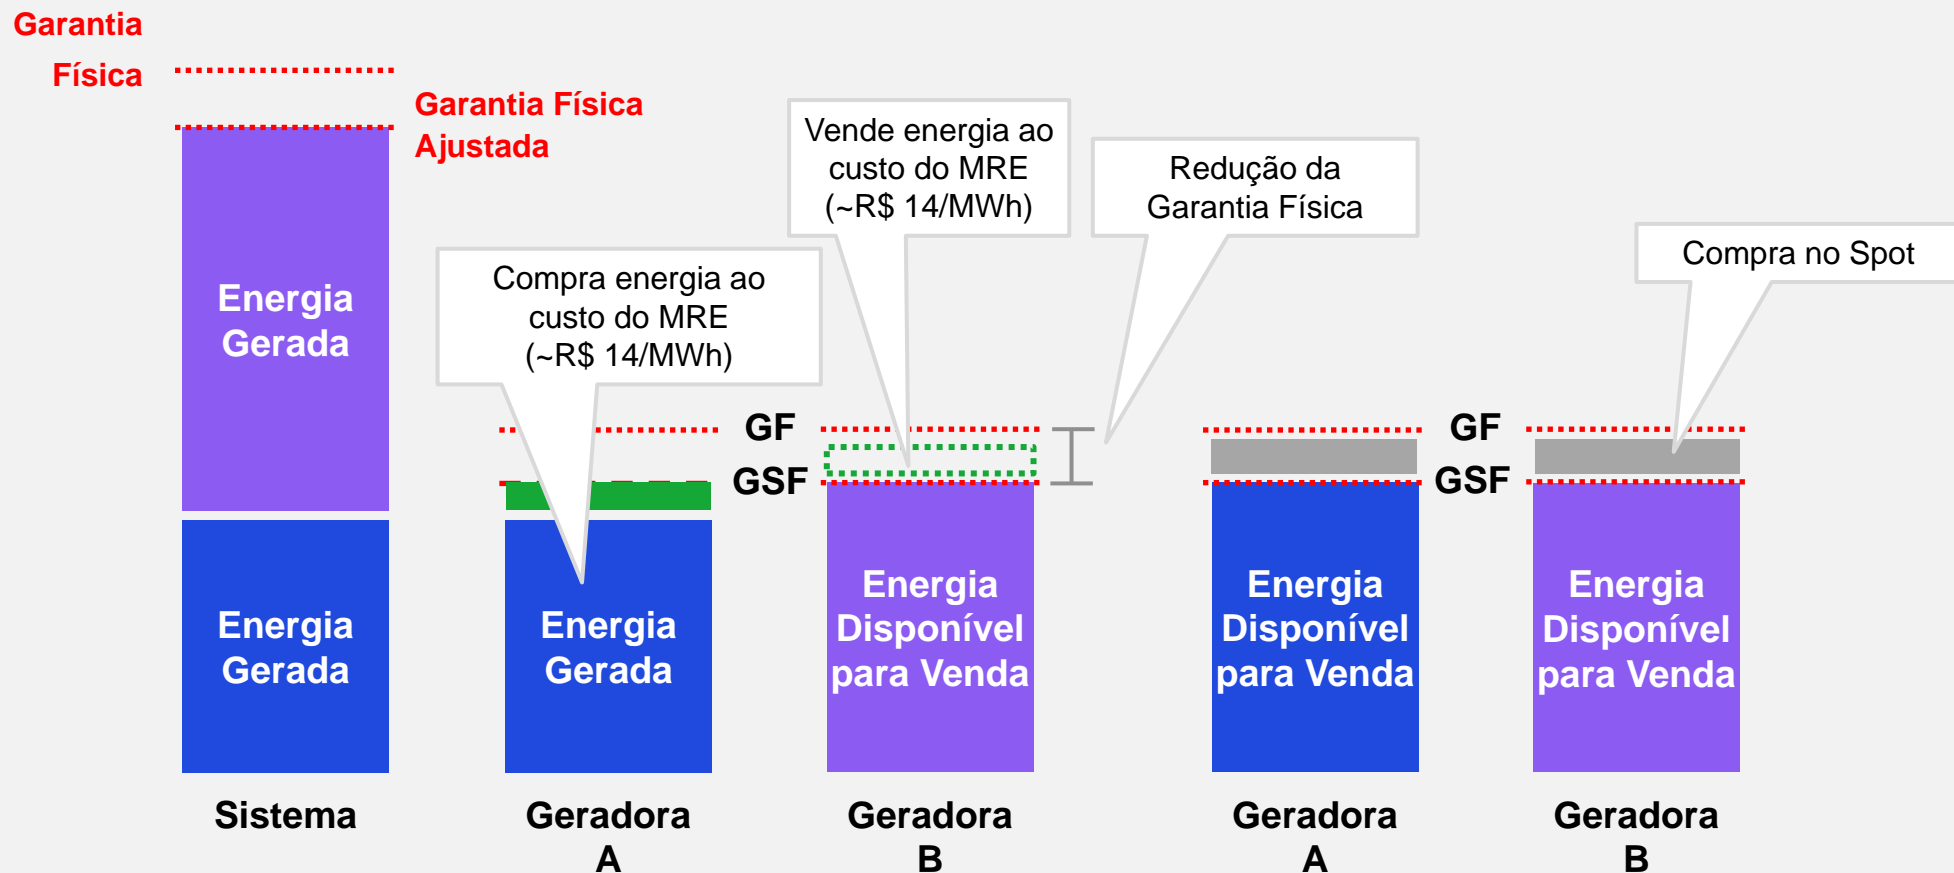 Garantia
Física
Garantia Física
Ajustada
Energia
Gerada
Energia
Gerada
Sistema
Compra energia ao
custo do MRE
(~R$ 14/MWh)
Energia
Gerada
Geradora
A
GF
GSF
Vende energia ao
custo do MRE
(~R$ 14/MWh)
Energia
Disponível
para Venda
Geradora
B
Redução da
Garantia Física
Energia
Disponível
para Venda
Geradora
A
GF
GSF
Compra no Spot
Energia
Disponível
para Venda
Geradora
B